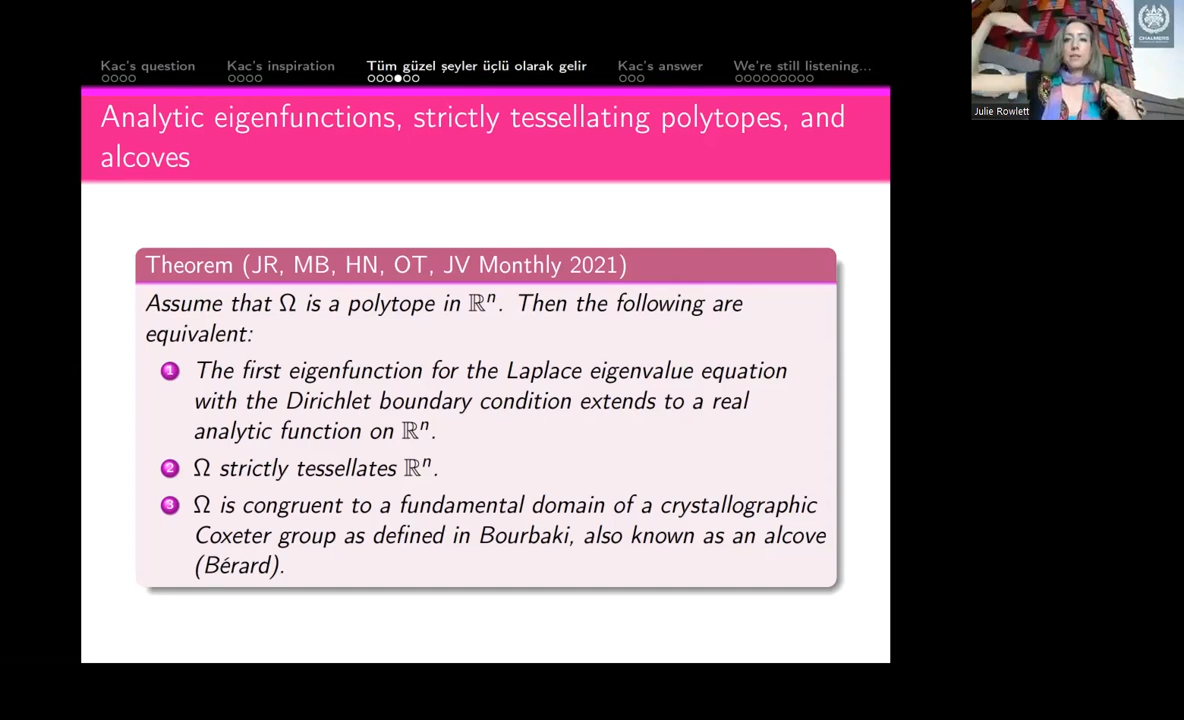 Kac's question
Kac's inspiration
Tüm güzel şeyler üçlü olarak gelir
Kac's answer
We're still listening...
Analytic eigenfunctions, strictly tessellating polytopes, and
alcoves
Theorem (JR, MB, HN, OT, JV Monthly 2021)
Assume that Ω is a polytope in ℝⁿ. Then the following are
equivalent:
1 The first eigenfunction for the Laplace eigenvalue equation
with the Dirichlet boundary condition extends to a real
analytic function on ℝⁿ.
2 Ω strictly tessellates ℝⁿ.
3 Ω is congruent to a fundamental domain of a crystallographic
Coxeter group as defined in Bourbaki, also known as an alcove
(Bérard).
CHALMERS
Julie Rowlett